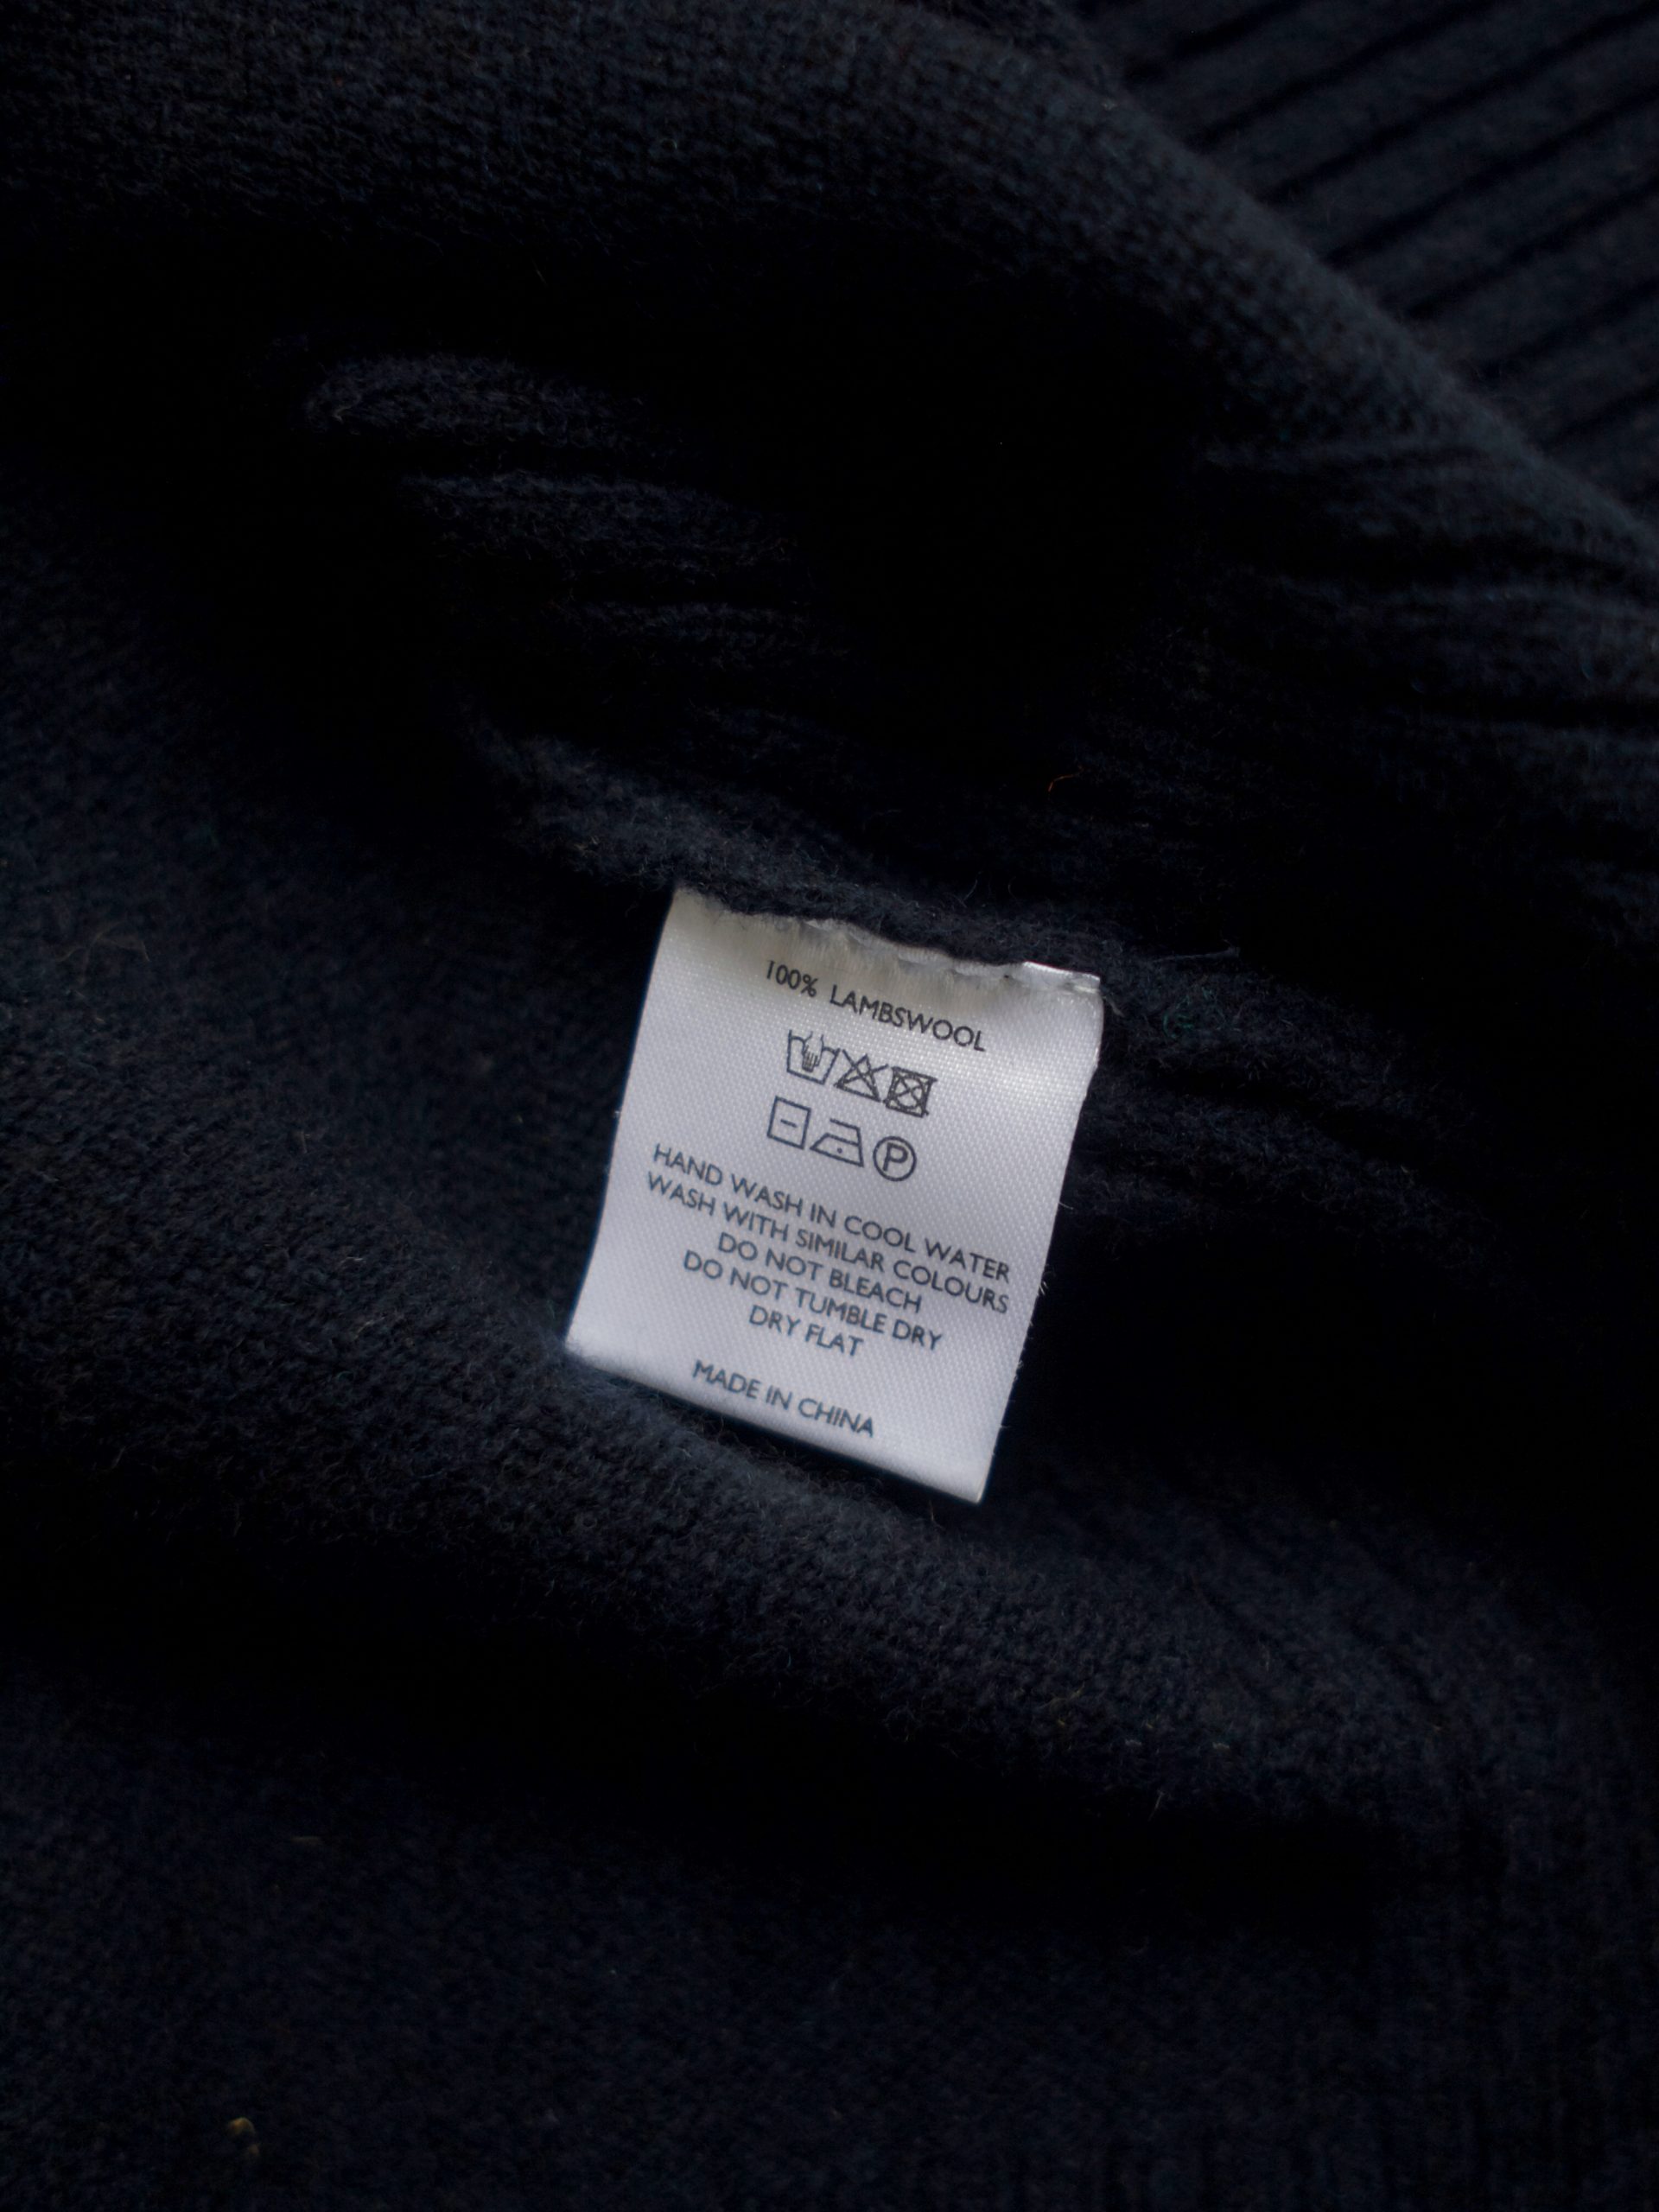 100% LAMBSWOOL
P
HAND WASH IN COOL WATER
WASH WITH SIMILAR COLOURS
DO NOT BLEACH
DO NOT TUMBLE DRY
DRY FLAT
MADE IN CHINA